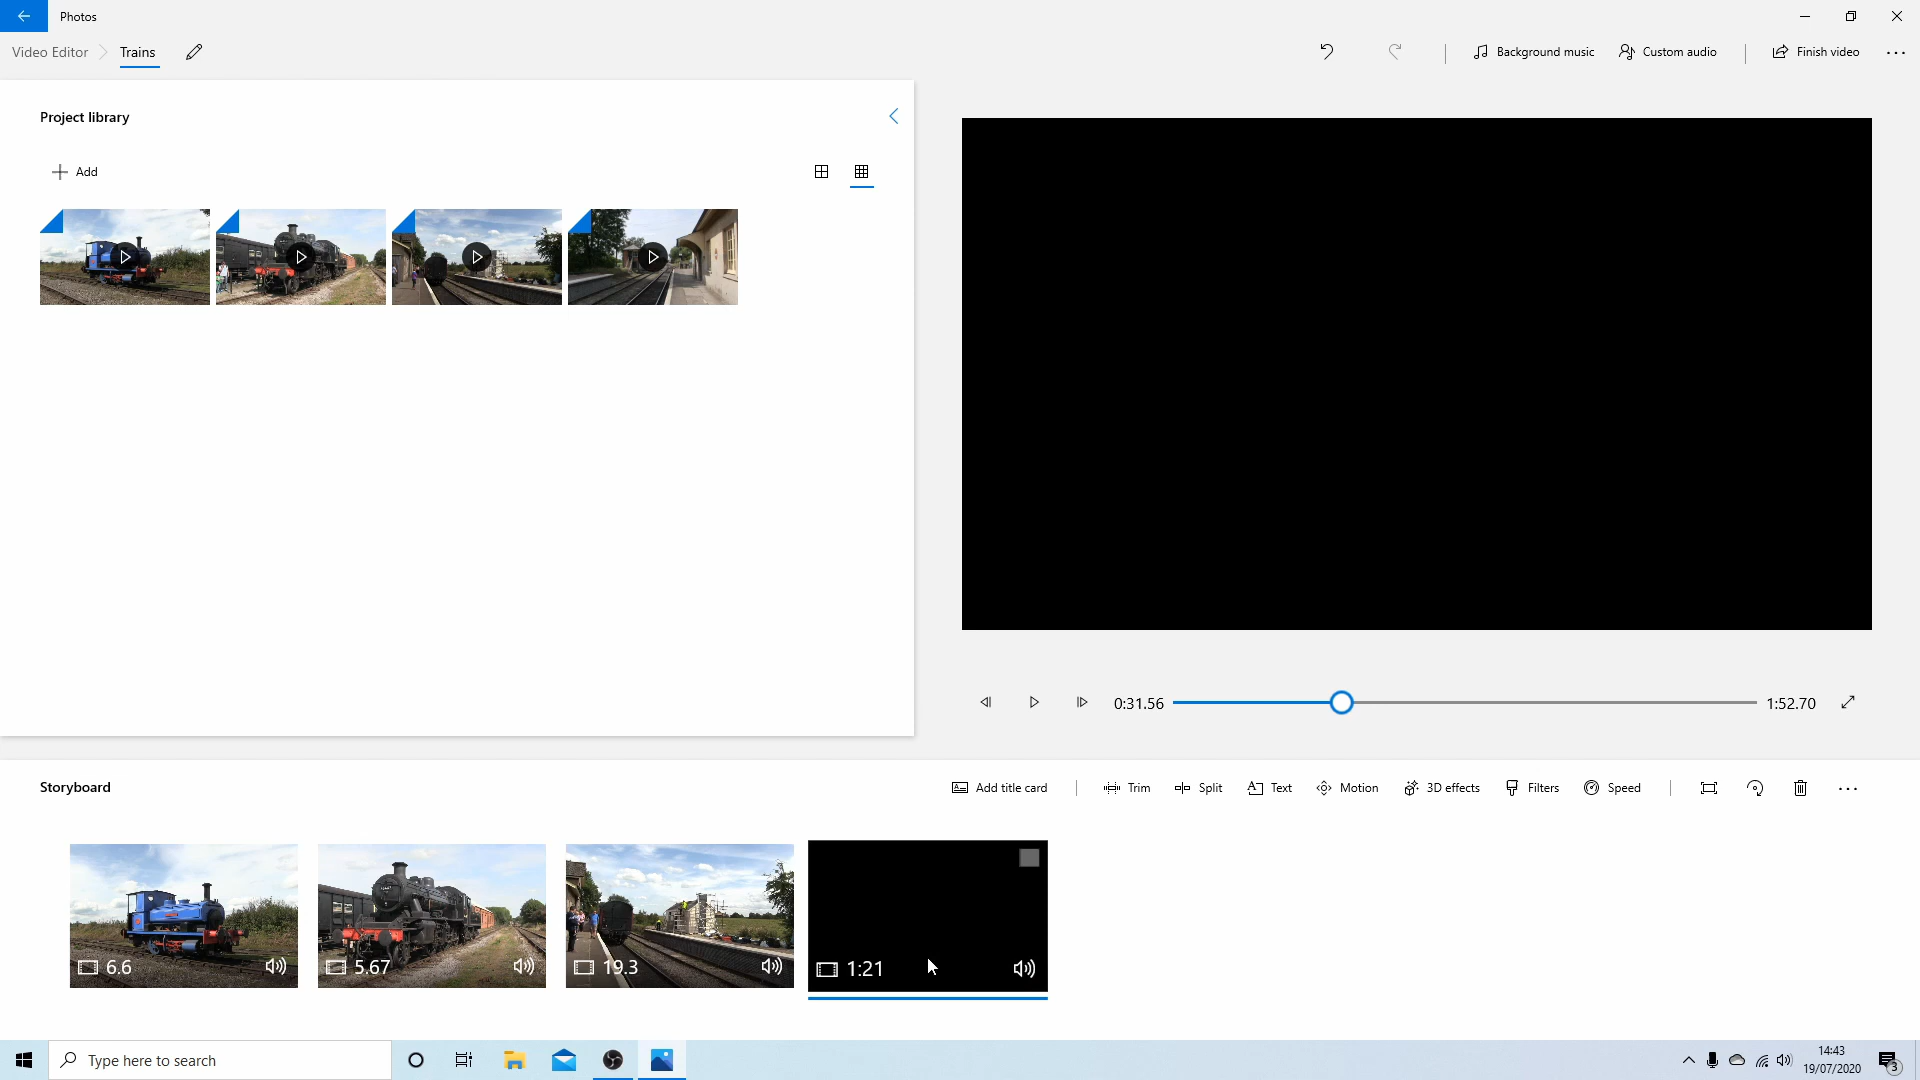 Photos
Video Editor
Trains
Background music
Custom audio
Finish video
Project library
Add
0:31.56
1:52.70
Storyboard
Add title card
Trim
Split
Text
Motion
3D effects
Filters
Speed
6.6
5.67
19.3
1:21
Type here to search
14:43
19/07/2020
3